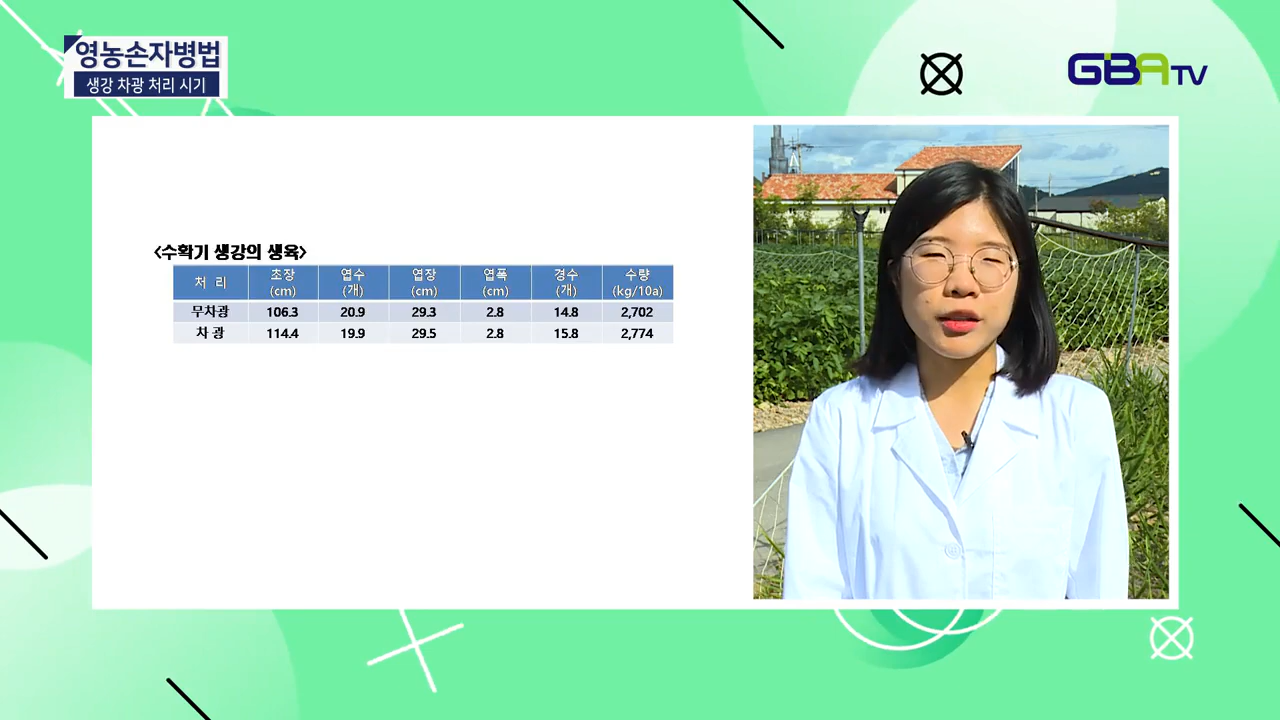 영농손자병법
생강 차광 처리 시기
GBATV
<수확기 생강의 생육>
처 리 초장 (cm) 엽수 (개) 엽장 (cm) 엽폭 (cm) 경수 (개) 수량 (kg/10a)
무차광 106.3 20.9 29.3 2.8 14.8 2,702
차 광 114.4 19.9 29.5 2.8 15.8 2,774